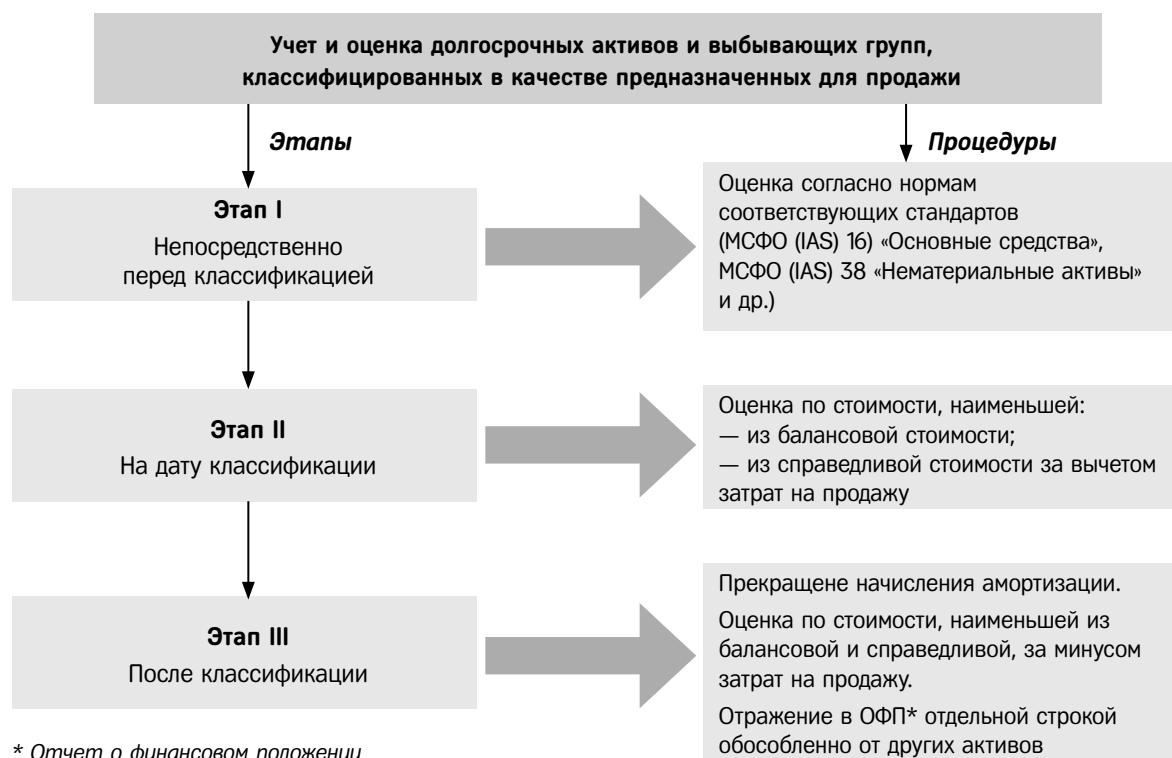 Учет и оценка долгосрочных активов и выбывающих групп,
классифицированных в качестве предназначенных для продажи
Этапы
Процедуры
Этап I
Непосредственно
перед классификацией
Оценка согласно нормам
соответствующих стандартов
(МСФО (IAS) 16) «Основные средства»,
МСФО (IAS) 38 «Нематериальные активы»
и др.)
Этап II
На дату классификации
Оценка по стоимости, наименьшей:
— из балансовой стоимости;
— из справедливой стоимости за вычетом
затрат на продажу
Этап III
После классификации
Прекращене начисления амортизации.
Оценка по стоимости, наименьшей из
балансовой и справедливой, за минусом
затрат на продажу.
Отражение в ОФП* отдельной строкой
обособленно от других активов
* Отчет о финансовом положении